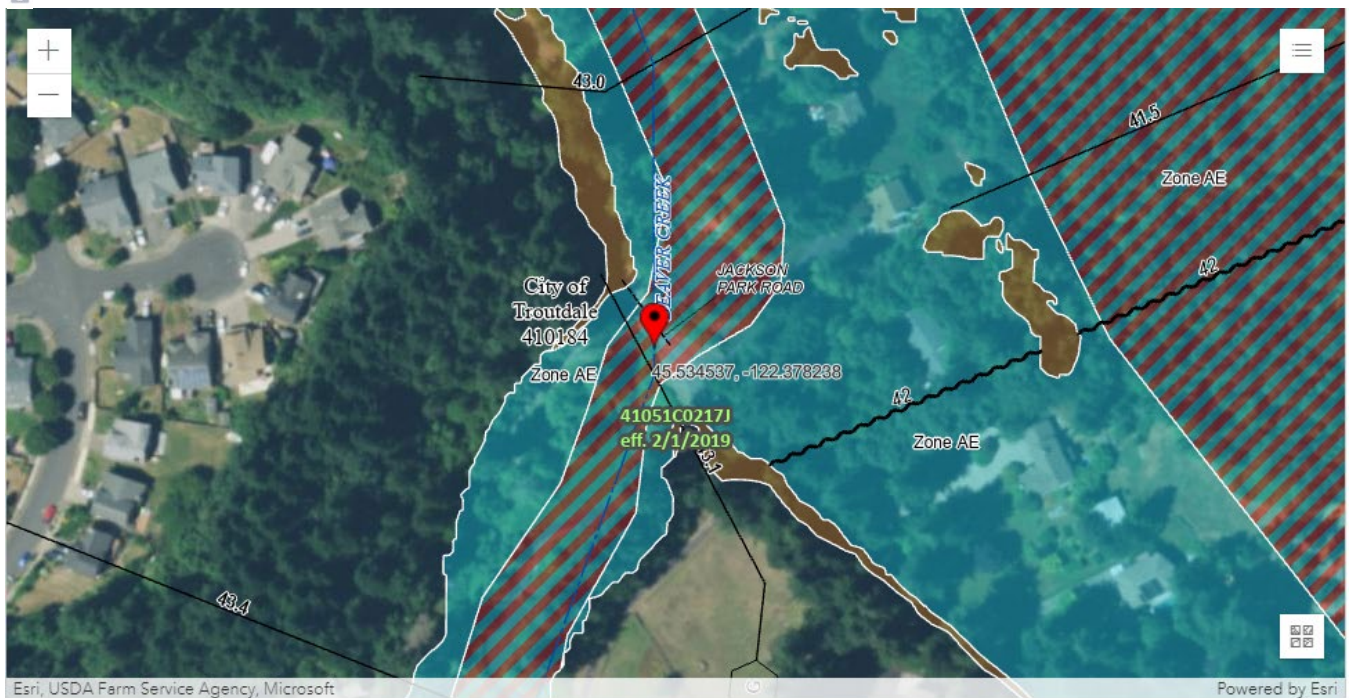 43.0
41.5
Zone AE
BEAVER CREEK
JACKSON
PARK ROAD
42
City of
Troutdale
410184
Zone AE
45.534537, -122.378238
42
41051C0217J
eff. 2/1/2019
Zone AE
43.1
43.4
Esri, USDA Farm Service Agency, Microsoft
Powered by Esri